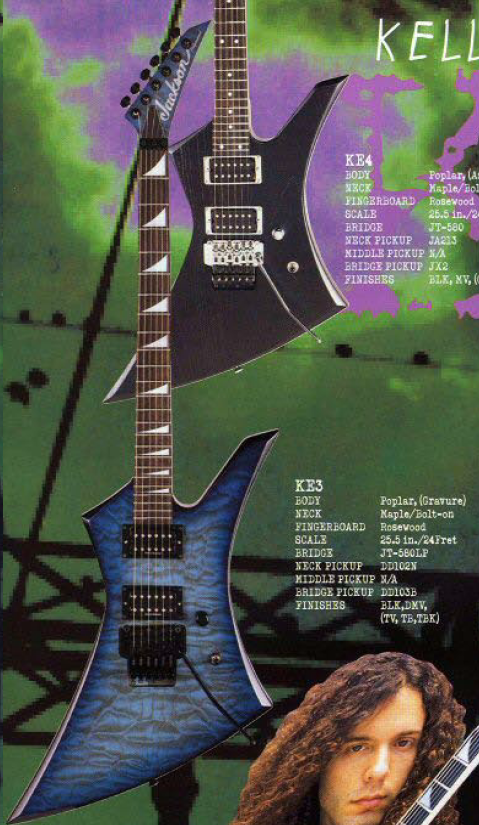 KELL
Jackson
KE4
BODY Poplar, (As
NECK Maple/Bol
FINGERBOARD Rosewood
SCALE 25.5 in./24
BRIDGE JT-580
NECK PICKUP JA213
MIDDLE PICKUP N/A
BRIDGE PICKUP JX2
FINISHES BLK, MV, (
KE3
BODY Poplar, (Gravure)
NECK Maple/Bolt-on
FINGERBOARD Rosewood
SCALE 25.5 in./24Fret
BRIDGE JT-580LP
NECK PICKUP DD102N
MIDDLE PICKUP N/A
BRIDGE PICKUP DD103B
FINISHES BLK,DMV,
(TV, TB,TBK)